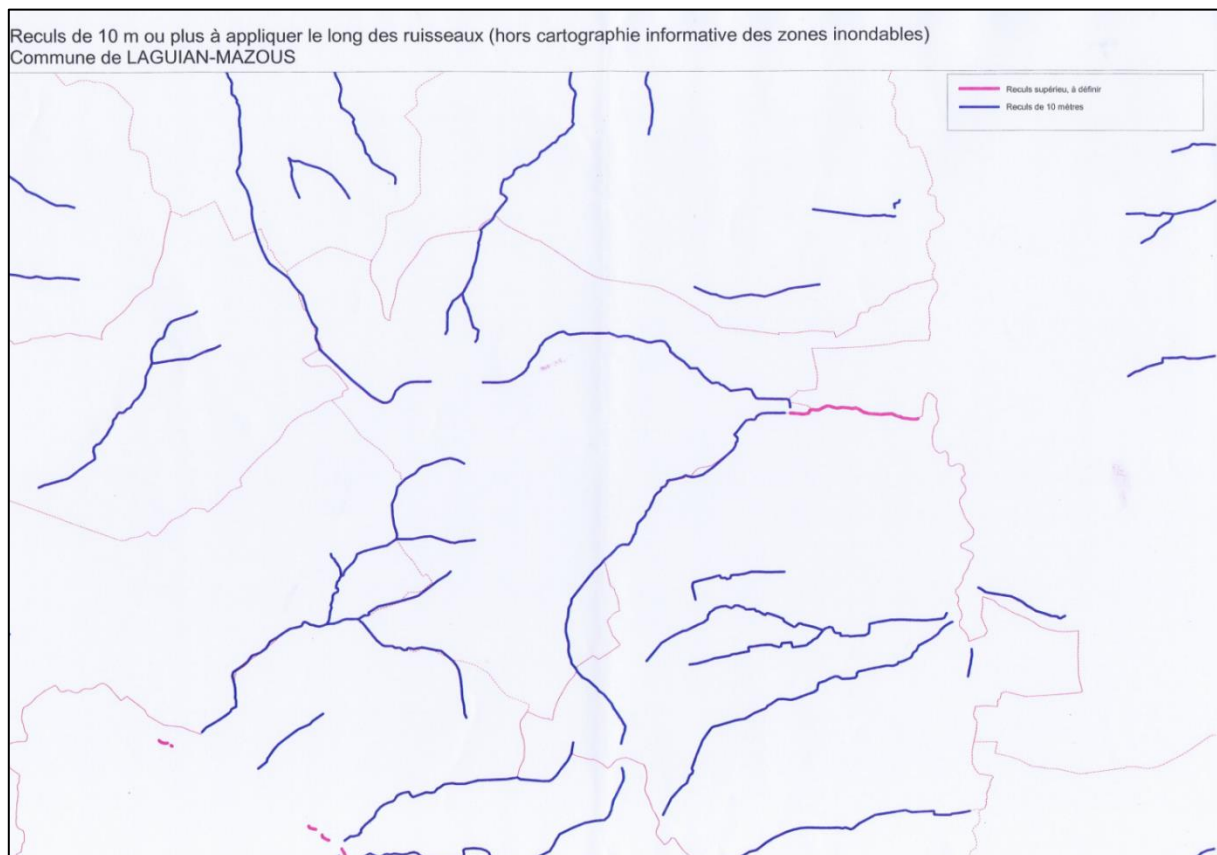 Reculs de 10 m ou plus à appliquer le long des ruisseaux (hors cartographie informative des zones inondables)
Commune de LAGUIAN-MAZOUS
Reculs supérieu, à définir
Reculs de 10 mètres